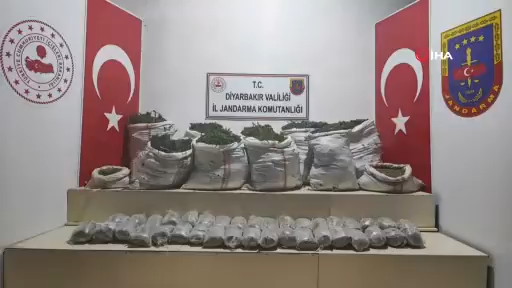 İHA
T.C.
DİYARBAKIR VALİLİĞİ
İL JANDARMA KOMUTANLIĞI
JANDARMA